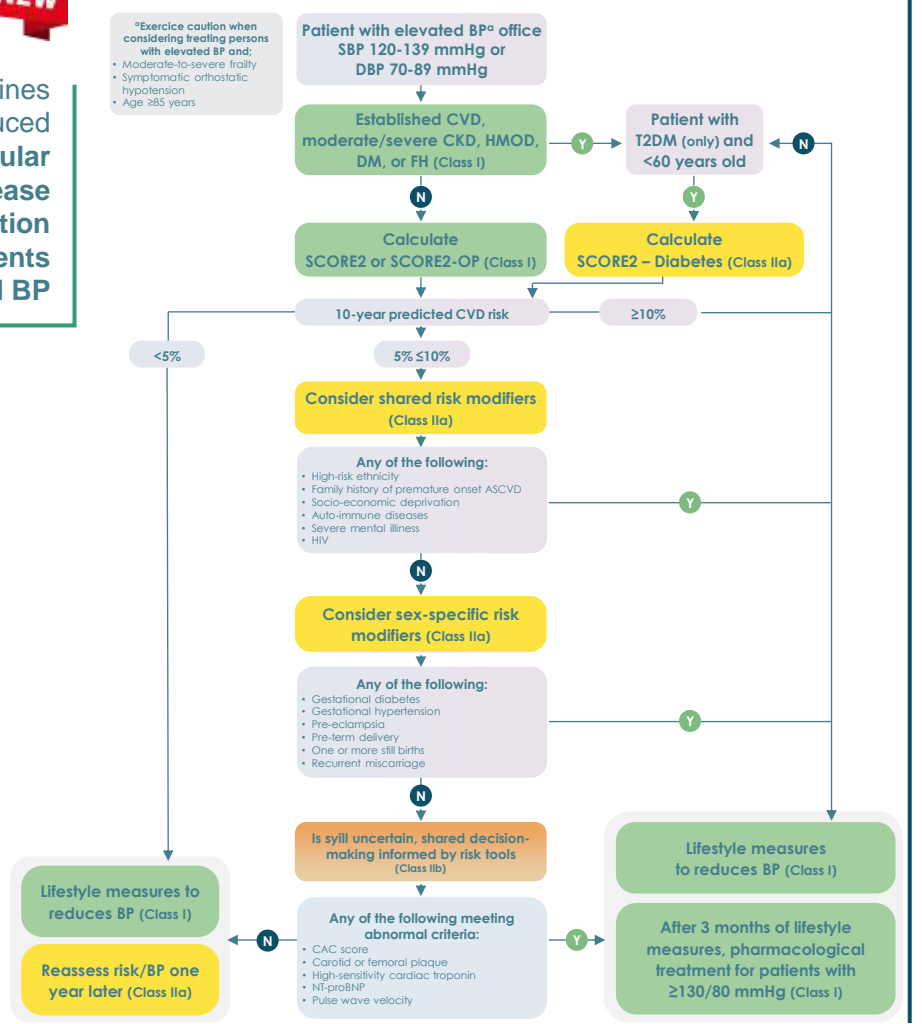 NEW
ᵃExercice caution when
considering treating persons
with elevated BP and;
• Moderate-to-severe frailty
• Symptomatic orthostatic
hypotension
• Age ≥85 years
Patient with elevated BPᵃ office
SBP 120-139 mmHg or
DBP 70-89 mmHg
Established CVD,
moderate/severe CKD, HMOD,
DM, or FH (Class I)
Y
Patient with
T2DM (only) and
<60 years old
N
N
Y
Calculate
SCORE2 or SCORE2-OP (Class I)
Calculate
SCORE2 – Diabetes (Class IIa)
10-year predicted CVD risk
≥10%
<5%
5% ≤10%
Consider shared risk modifiers
(Class IIa)
Any of the following:
• High-risk ethnicity
• Family history of premature onset ASCVD
• Socio-economic deprivation
• Auto-immune diseases
• Severe mental illiness
• HIV
Y
N
Consider sex-specific risk
modifiers (Class IIa)
Any of the following:
• Gestational diabetes
• Gestational hypertension
• Pre-eclampsia
• Pre-term delivery
• One or more still births
• Recurrent miscarriage
Y
N
Is syill uncertain, shared decision-
making informed by risk tools
(Class IIb)
Any of the following meeting
abnormal criteria:
• CAC score
• Carotid or femoral plaque
• High-sensitivity cardiac troponin
• NT-proBNP
• Pulse wave velocity
N
Y
Lifestyle measures to
reduces BP (Class I)
Reassess risk/BP one
year later (Class IIa)
Lifestyle measures
to reduces BP (Class I)
After 3 months of lifestyle
measures, pharmacological
treatment for patients with
≥130/80 mmHg (Class I)
ines
uced
ular
ease
tion
ents
BP